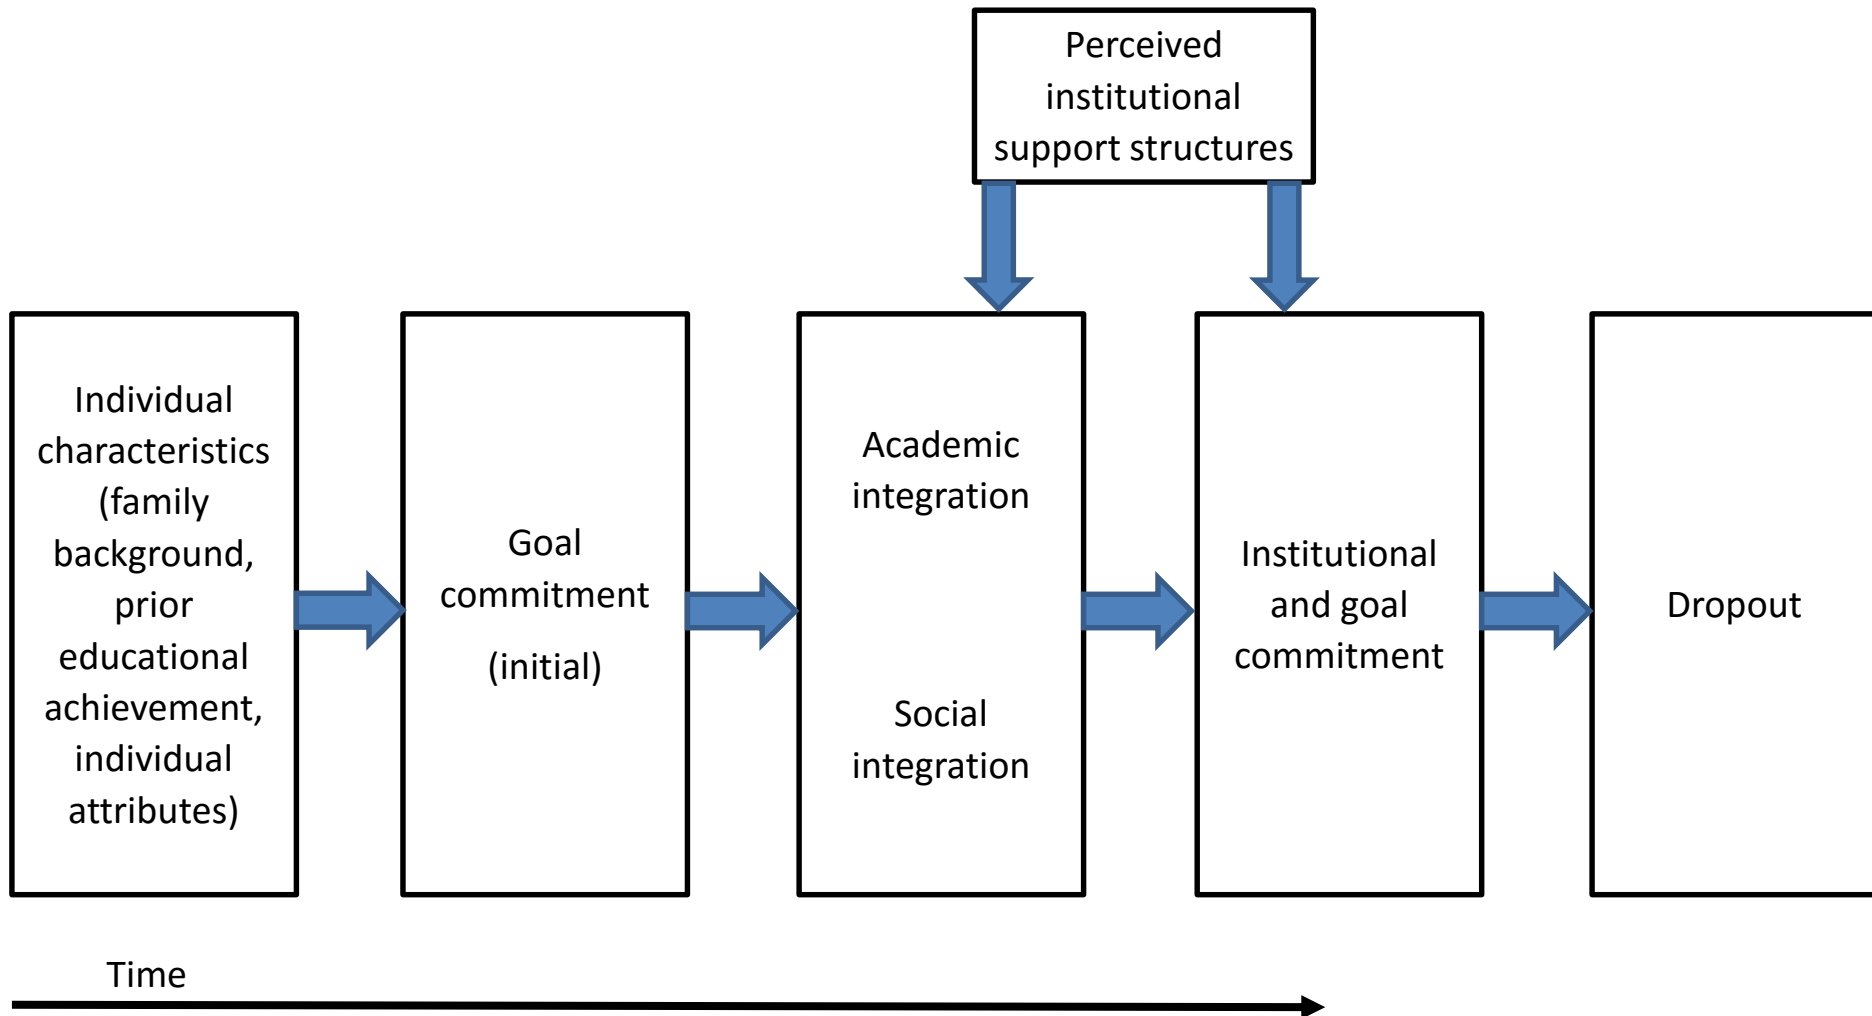 Perceived
institutional
support structures
Individual
characteristics
(family
background,
prior
educational
achievement,
individual
attributes)
Goal
commitment
(initial)
Academic
integration
Social
integration
Institutional
and goal
commitment
Dropout
Time